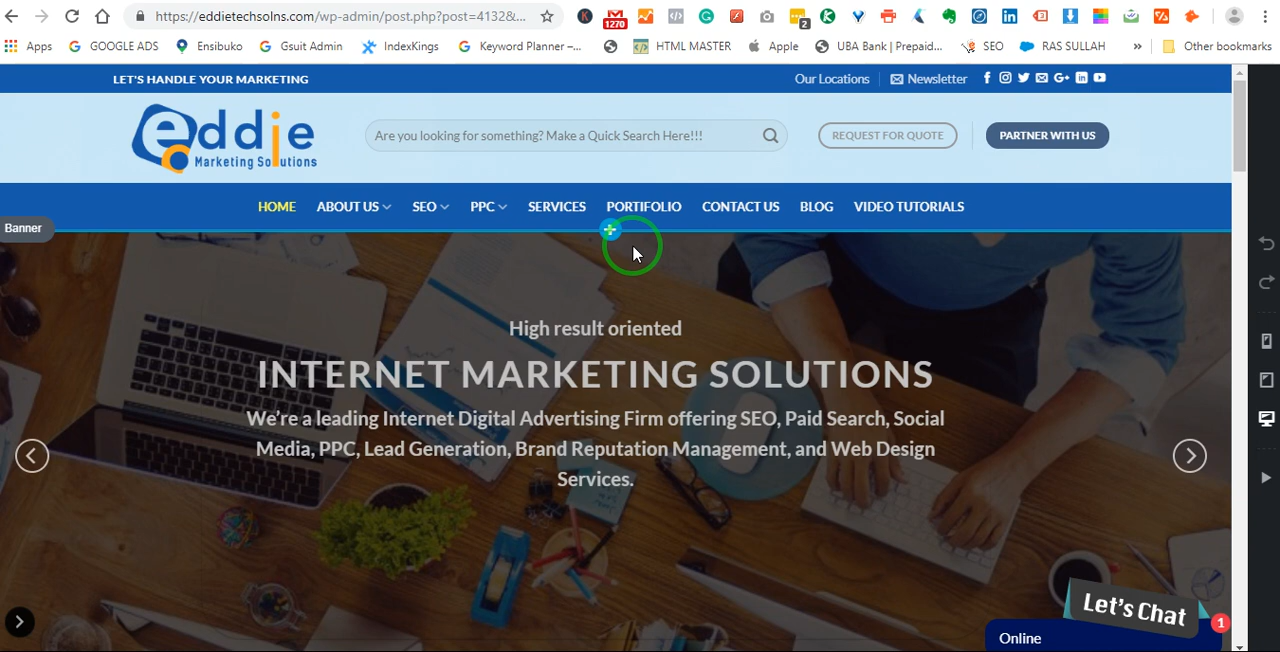 https://eddietechsolns.com/wp-admin/post.php?post=4132&...
1270
2
Apps GOOGLE ADS Ensibuko Gsuit Admin IndexKings Keyword Planner –... HTML MASTER Apple UBA Bank | Prepaid... SEO RAS SULLAH » Other bookmarks
LET'S HANDLE YOUR MARKETING Our Locations Newsletter
eddie
Marketing Solutions
Are you looking for something? Make a Quick Search Here!!!
REQUEST FOR QUOTE
PARTNER WITH US
HOME ABOUT US SEO PPC SERVICES PORTIFOLIO CONTACT US BLOG VIDEO TUTORIALS
Banner
High result oriented
INTERNET MARKETING SOLUTIONS
We're a leading Internet Digital Advertising Firm offering SEO, Paid Search, Social
Media, PPC, Lead Generation, Brand Reputation Management, and Web Design
Services.
Let's Chat
1
Online